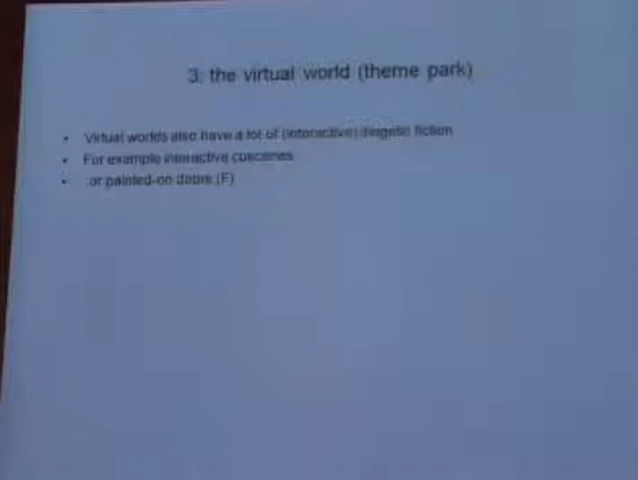 3: the virtual world (theme park)
Virtual worlds also have a lot of (interactive) diegetic fiction
For example interactive cutscenes
..or painted-on doors (F)